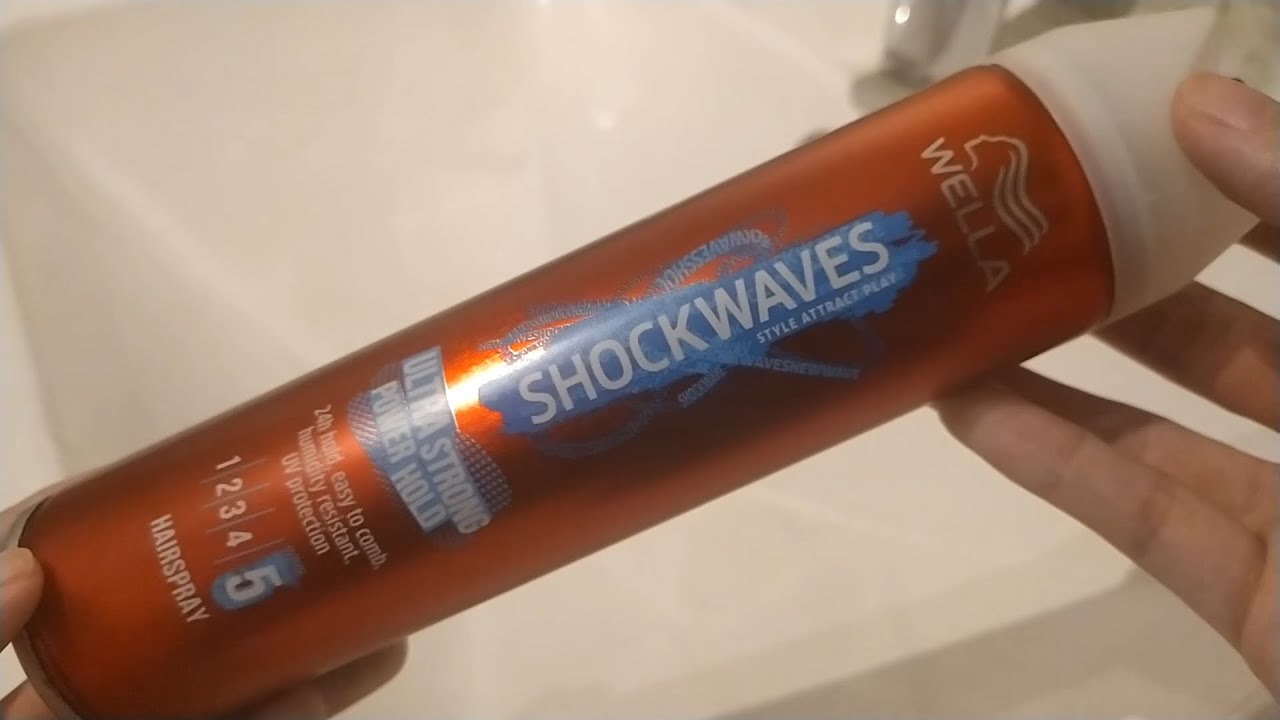 WELLA
SHOCKWAVES
STYLE ATTRACT PLAY
ULTRA STRONG
POWER HOLD
24h hold, easy to comb,
humidity resistant,
UV protection
1 2 3 4 5
HAIRSPRAY